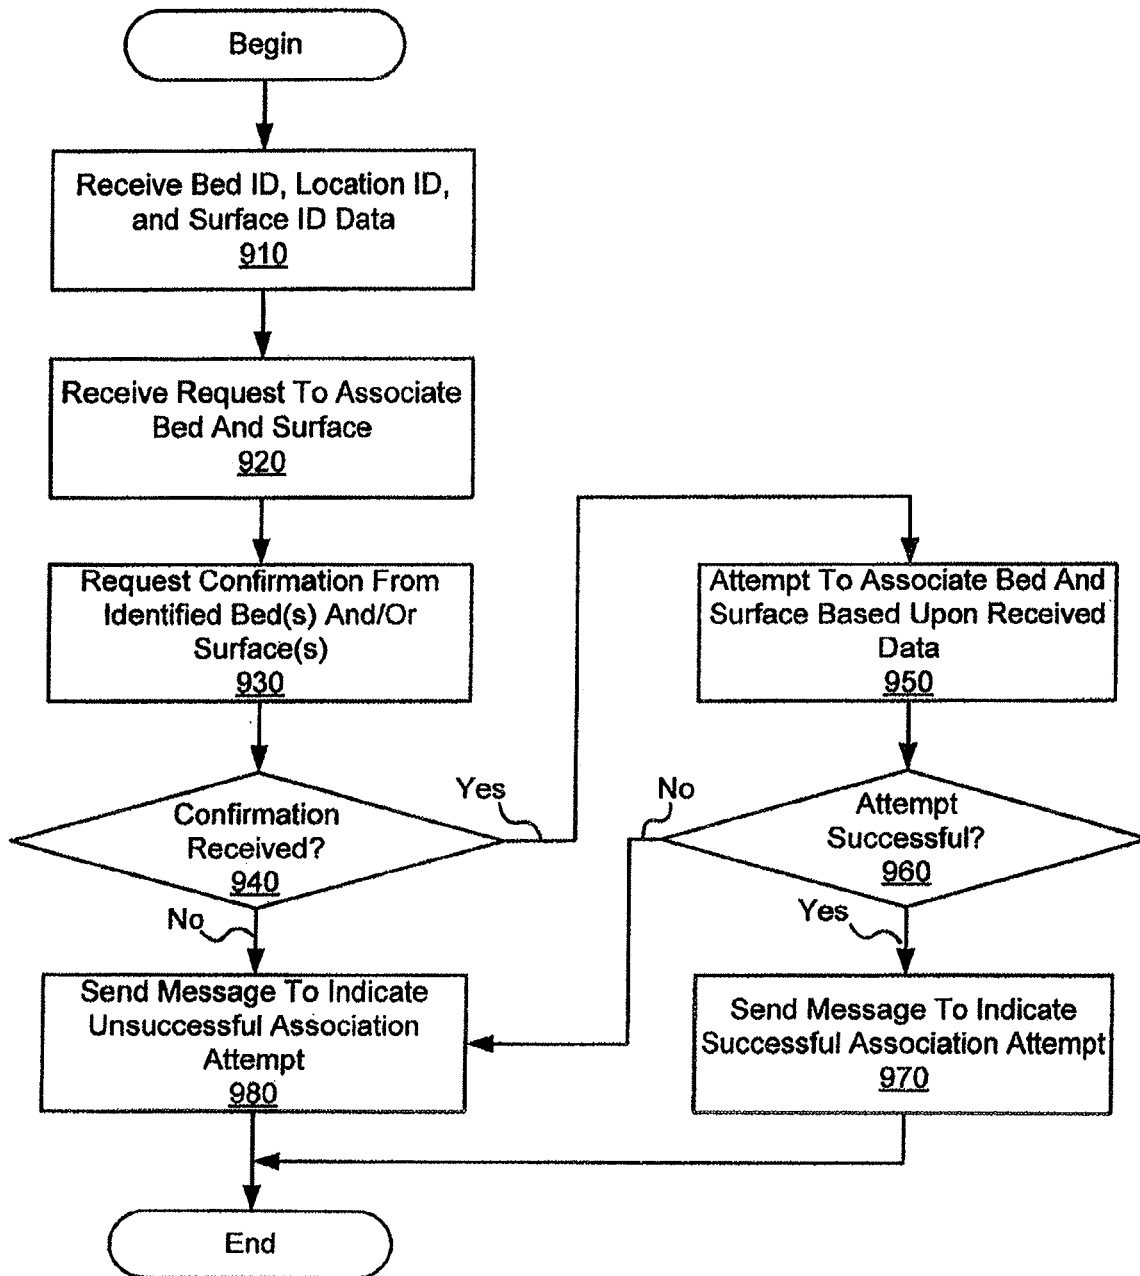 Begin
Receive Bed ID, Location ID,
and Surface ID Data
910
Receive Request To Associate
Bed And Surface
920
Request Confirmation From
Identified Bed(s) And/Or
Surface(s)
930
Confirmation
Received?
940
Yes
No
Attempt To Associate Bed And
Surface Based Upon Received
Data
950
Attempt
Successful?
960
No
Yes
Send Message To Indicate
Successful Association Attempt
970
Send Message To Indicate
Unsuccessful Association
Attempt
980
End